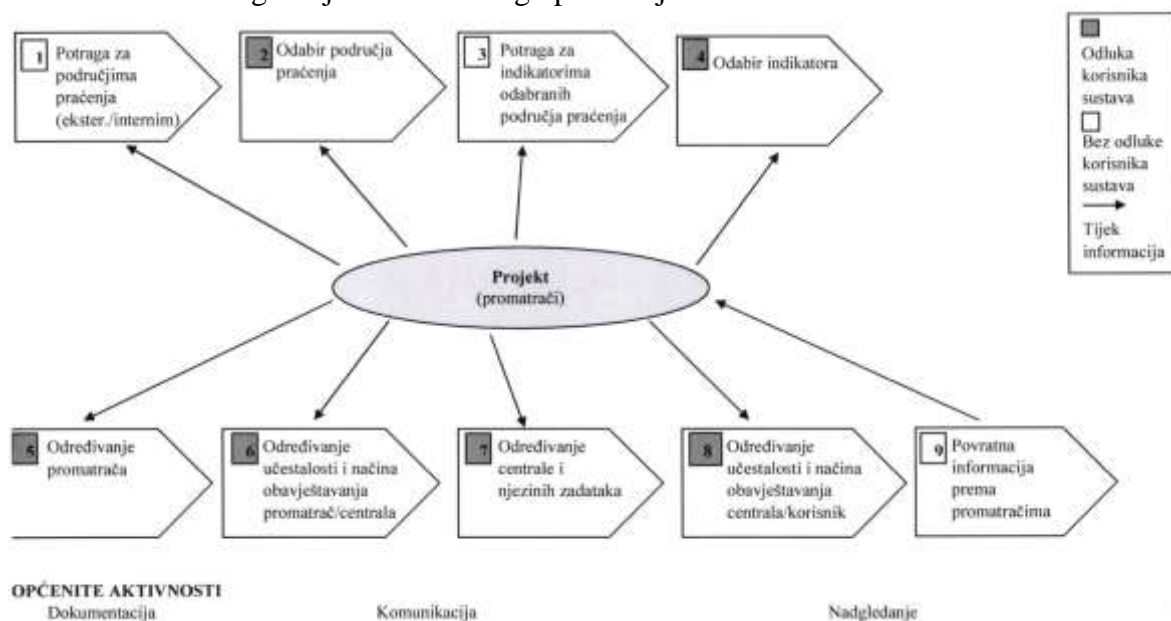 1 Potraga za
područjima
praćenja
(ekster./internim)
2 Odabir područja
praćenja
3 Potraga za
indikatorima
odabranih
područja praćenja
4 Odabir indikatora
Odluka
korisnika
sustava
Bez odluke
korisnika
sustava
Tijek
informacija
Projekt
(promatrači)
5 Određivanje
promatrača
6 Određivanje
učestalosti i načina
obavještavanja
promatrač/centrala
7 Određivanje
centrale i
njezinih zadataka
8 Određivanje
učestalosti i načina
obavještavanja
centrala/korisnik
9 Povratna
informacija
prema
promatračima
OPĆENITE AKTIVNOSTI
Dokumentacija Komunikacija Nadgledanje